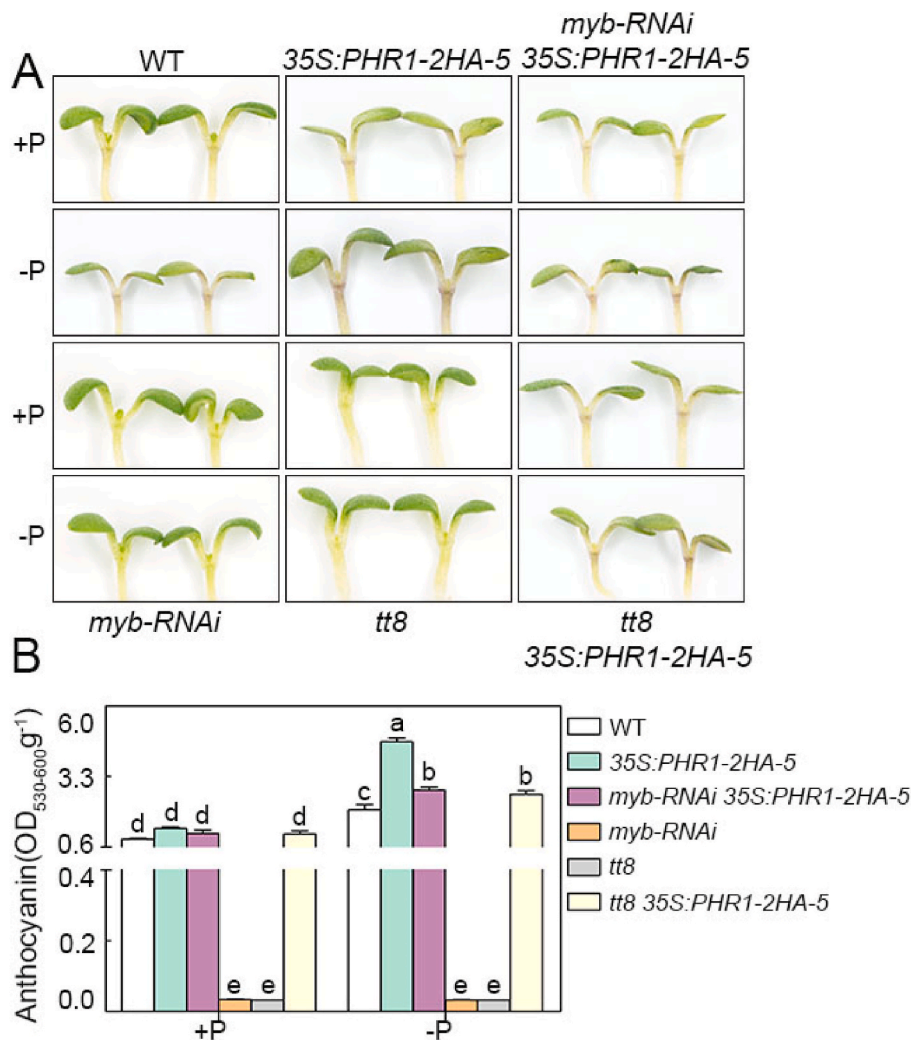 A
WT
35S:PHR1-2HA-5
myb-RNAi
35S:PHR1-2HA-5
+P
-P
+P
-P
myb-RNAi
tt8
tt8
35S:PHR1-2HA-5
B
Anthocyanin(OD530-600g-1)
6.0
3.3
0.6
0.4
0.2
0.0
d d d e e d
c a b e e b
+P -P
WT
35S:PHR1-2HA-5
myb-RNAi 35S:PHR1-2HA-5
myb-RNAi
tt8
tt8 35S:PHR1-2HA-5